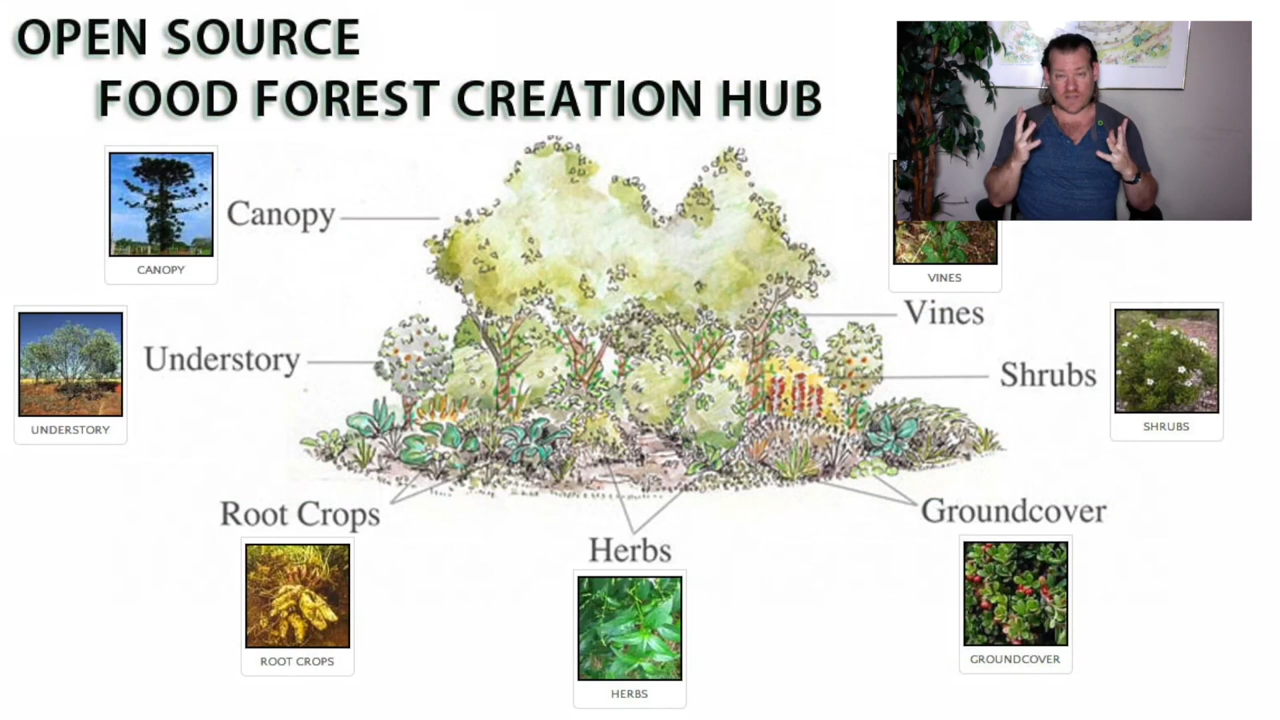 OPEN SOURCE
FOOD FOREST CREATION HUB
Canopy
CANOPY
VINES
Vines
Understory
UNDERSTORY
Shrubs
SHRUBS
Root Crops
ROOT CROPS
Herbs
HERBS
Groundcover
GROUNDCOVER